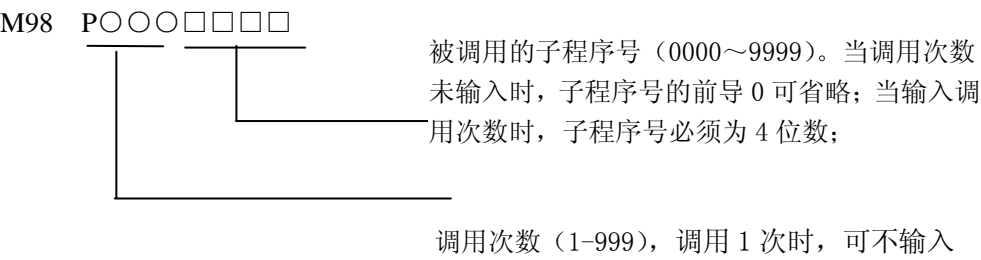 M98 P○○○□□□□
被调用的子程序号（0000～9999）。当调用次数
未输入时，子程序号的前导 0 可省略；当输入调
用次数时，子程序号必须为 4 位数；
调用次数（1-999），调用 1 次时，可不输入